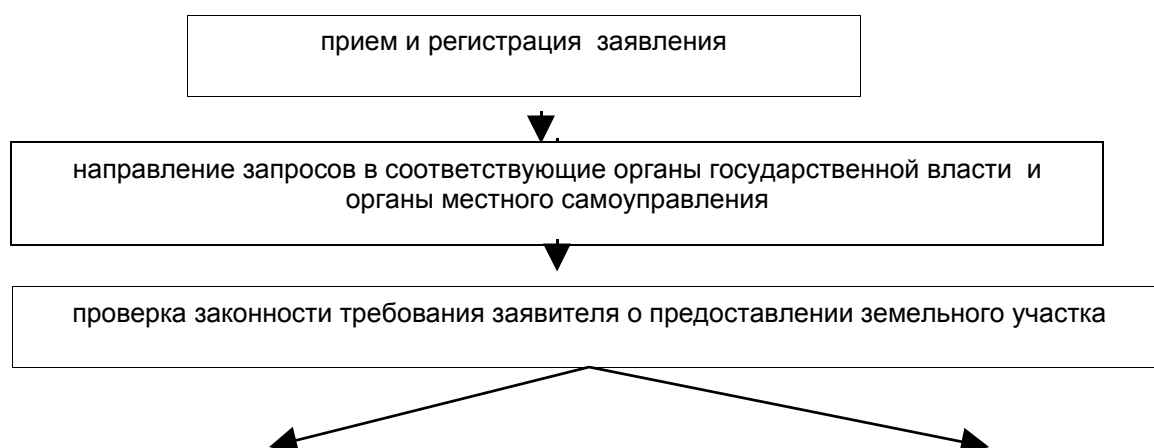 прием и регистрация заявления
направление запросов в соответствующие органы государственной власти и
органы местного самоуправления
проверка законности требования заявителя о предоставлении земельного участка